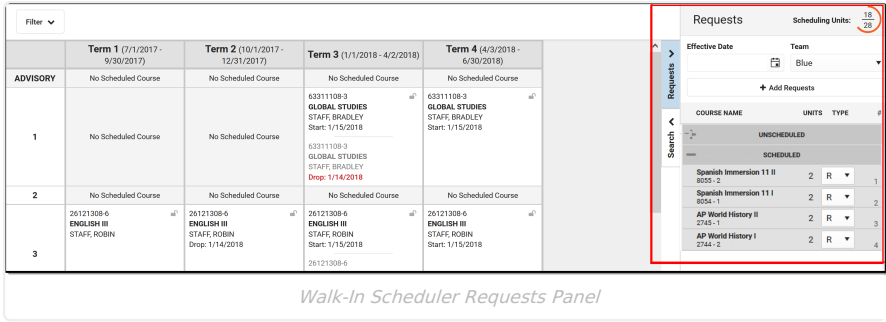 Filter
Term 1 (7/1/2017 - 9/30/2017)
Term 2 (10/1/2017 - 12/31/2017)
Term 3 (1/1/2018 - 4/2/2018)
Term 4 (4/3/2018 - 6/30/2018)
ADVISORY
No Scheduled Course
No Scheduled Course
No Scheduled Course
No Scheduled Course
1
No Scheduled Course
No Scheduled Course
63311108-3
GLOBAL STUDIES
STAFF, BRADLEY
Start: 1/15/2018
63311108-3
GLOBAL STUDIES
STAFF, BRADLEY
Drop: 1/14/2018
63311108-3
GLOBAL STUDIES
STAFF, BRADLEY
Start: 1/15/2018
2
No Scheduled Course
No Scheduled Course
No Scheduled Course
No Scheduled Course
3
26121308-6
ENGLISH III
STAFF, ROBIN
26121308-6
ENGLISH III
STAFF, ROBIN
Drop: 1/14/2018
26121308-6
ENGLISH III
STAFF, ROBIN
Start: 1/15/2018
26121308-6
26121308-6
ENGLISH III
STAFF, ROBIN
Start: 1/15/2018
Requests
Search
Requests
Scheduling Units:
18
28
Effective Date
Team
Blue
+ Add Requests
COURSE NAME UNITS TYPE #
UNSCHEDULED
SCHEDULED
Spanish Immersion 11 II
8055 - 2
2 R 1
Spanish Immersion 11 I
8054 - 1
2 R 2
AP World History II
2745 - 1
2 R 3
AP World History I
2744 - 2
2 R 4
Walk-In Scheduler Requests Panel